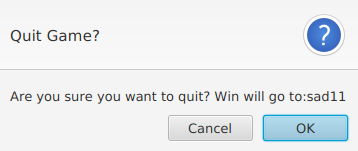 Quit Game?
?
Are you sure you want to quit? Win will go to:sad11
Cancel
OK